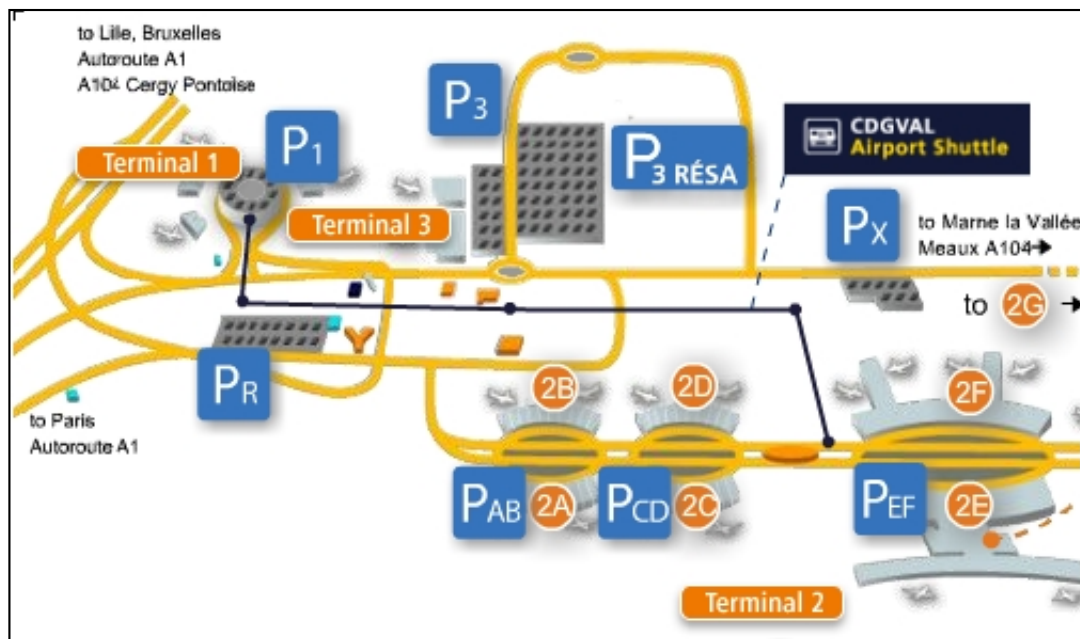 to Lille, Bruxelles
Autoroute A1
A104 Cergy Pontoise
P1
Terminal 1
P3
P3 RÉSA
CDGVAL
Airport Shuttle
Terminal 3
PX
to Marne la Vallée
Meaux A104
to 2G
PR
to Paris
Autoroute A1
2B
2D
2F
PAB
2A
PCD
2C
PEF
2E
Terminal 2